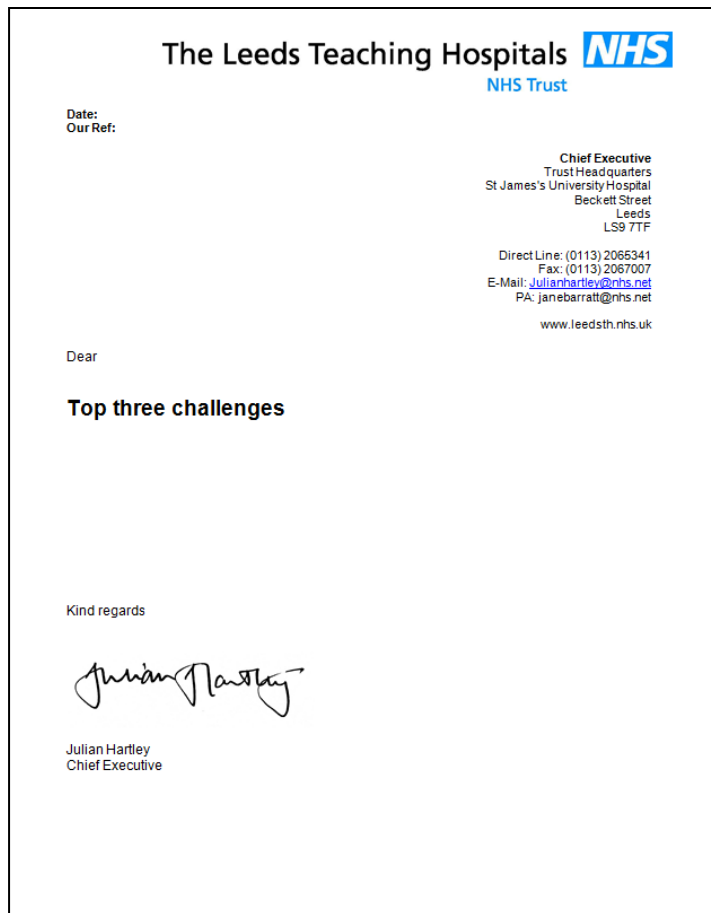 The Leeds Teaching Hospitals NHS
NHS Trust
Date:
Our Ref:
Chief Executive
Trust Headquarters
St James's University Hospital
Beckett Street
Leeds
LS9 7TF
Direct Line: (0113) 2065341
Fax: (0113) 2067007
E-Mail: Julianhartley@nhs.net
PA: janebarratt@nhs.net
www.leedsth.nhs.uk
Dear
Top three challenges
Kind regards
Julian Hartley
Julian Hartley
Chief Executive